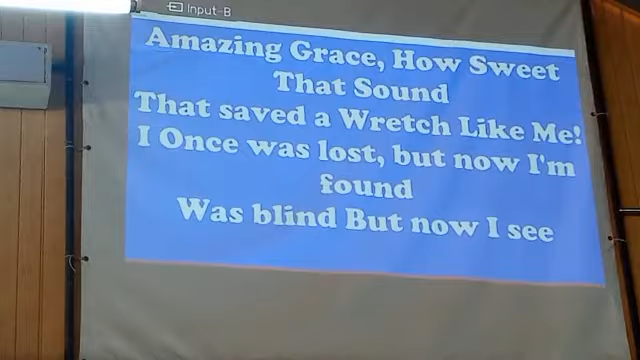 Input-B
Amazing Grace, How Sweet
That Sound
That saved a Wretch Like Me!
I Once was lost, but now I'm
found
Was blind But now I see